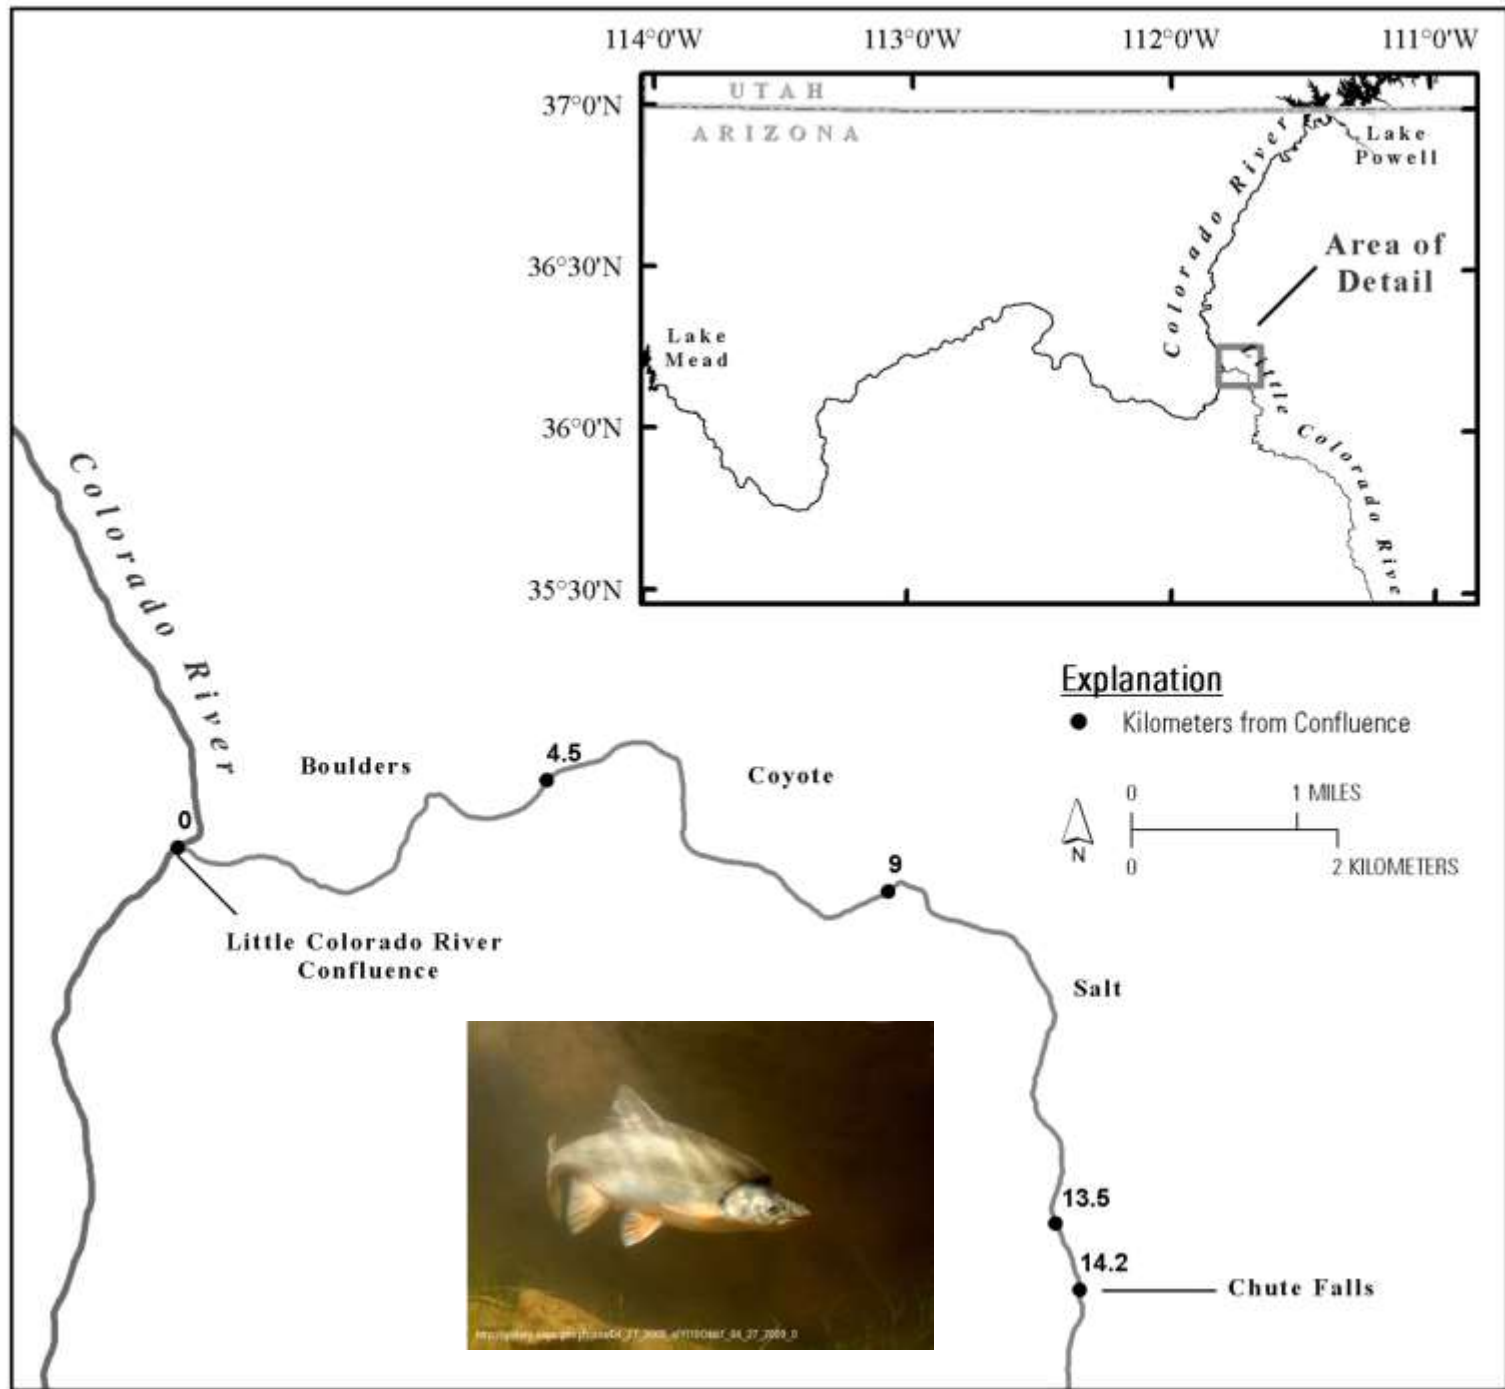 114°0'W 113°0'W 112°0'W 111°0'W
37°0'N
UTAH
ARIZONA
Lake
Powell
Colorado River
36°30'N
Area of
Detail
Lake
Mead
36°0'N
Little Colorado Rive
35°30'N
Colorado River
Explanation
Kilometers from Confluence
0 1 MILES
N
0 2 KILOMETERS
Boulders
4.5
Coyote
0
9
Little Colorado River
Confluence
Salt
13.5
14.2
Chute Falls